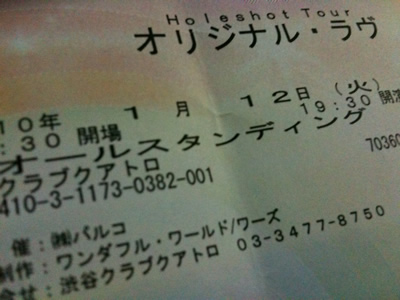 Holeshot Tour
オリジナル・ラヴ
10年 1月 12日(火)
:30 開場 19:30 開演
オールスタンディング
クラブクアトロ
410-3-1173-0382-001 70360
催:㈱パルコ
制作:ワンダフル・ワールド/ワーズ
合せ:渋谷クラブクアトロ 03-3477-8750